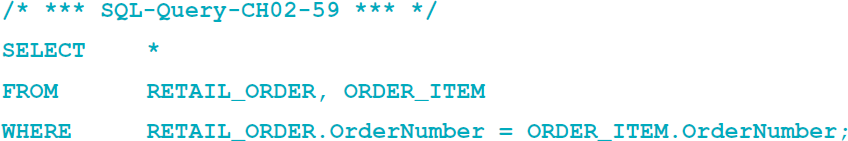 /* *** SQL-Query-CH02-59 *** */
SELECT *
FROM RETAIL_ORDER, ORDER_ITEM
WHERE RETAIL_ORDER.OrderNumber = ORDER_ITEM.OrderNumber;